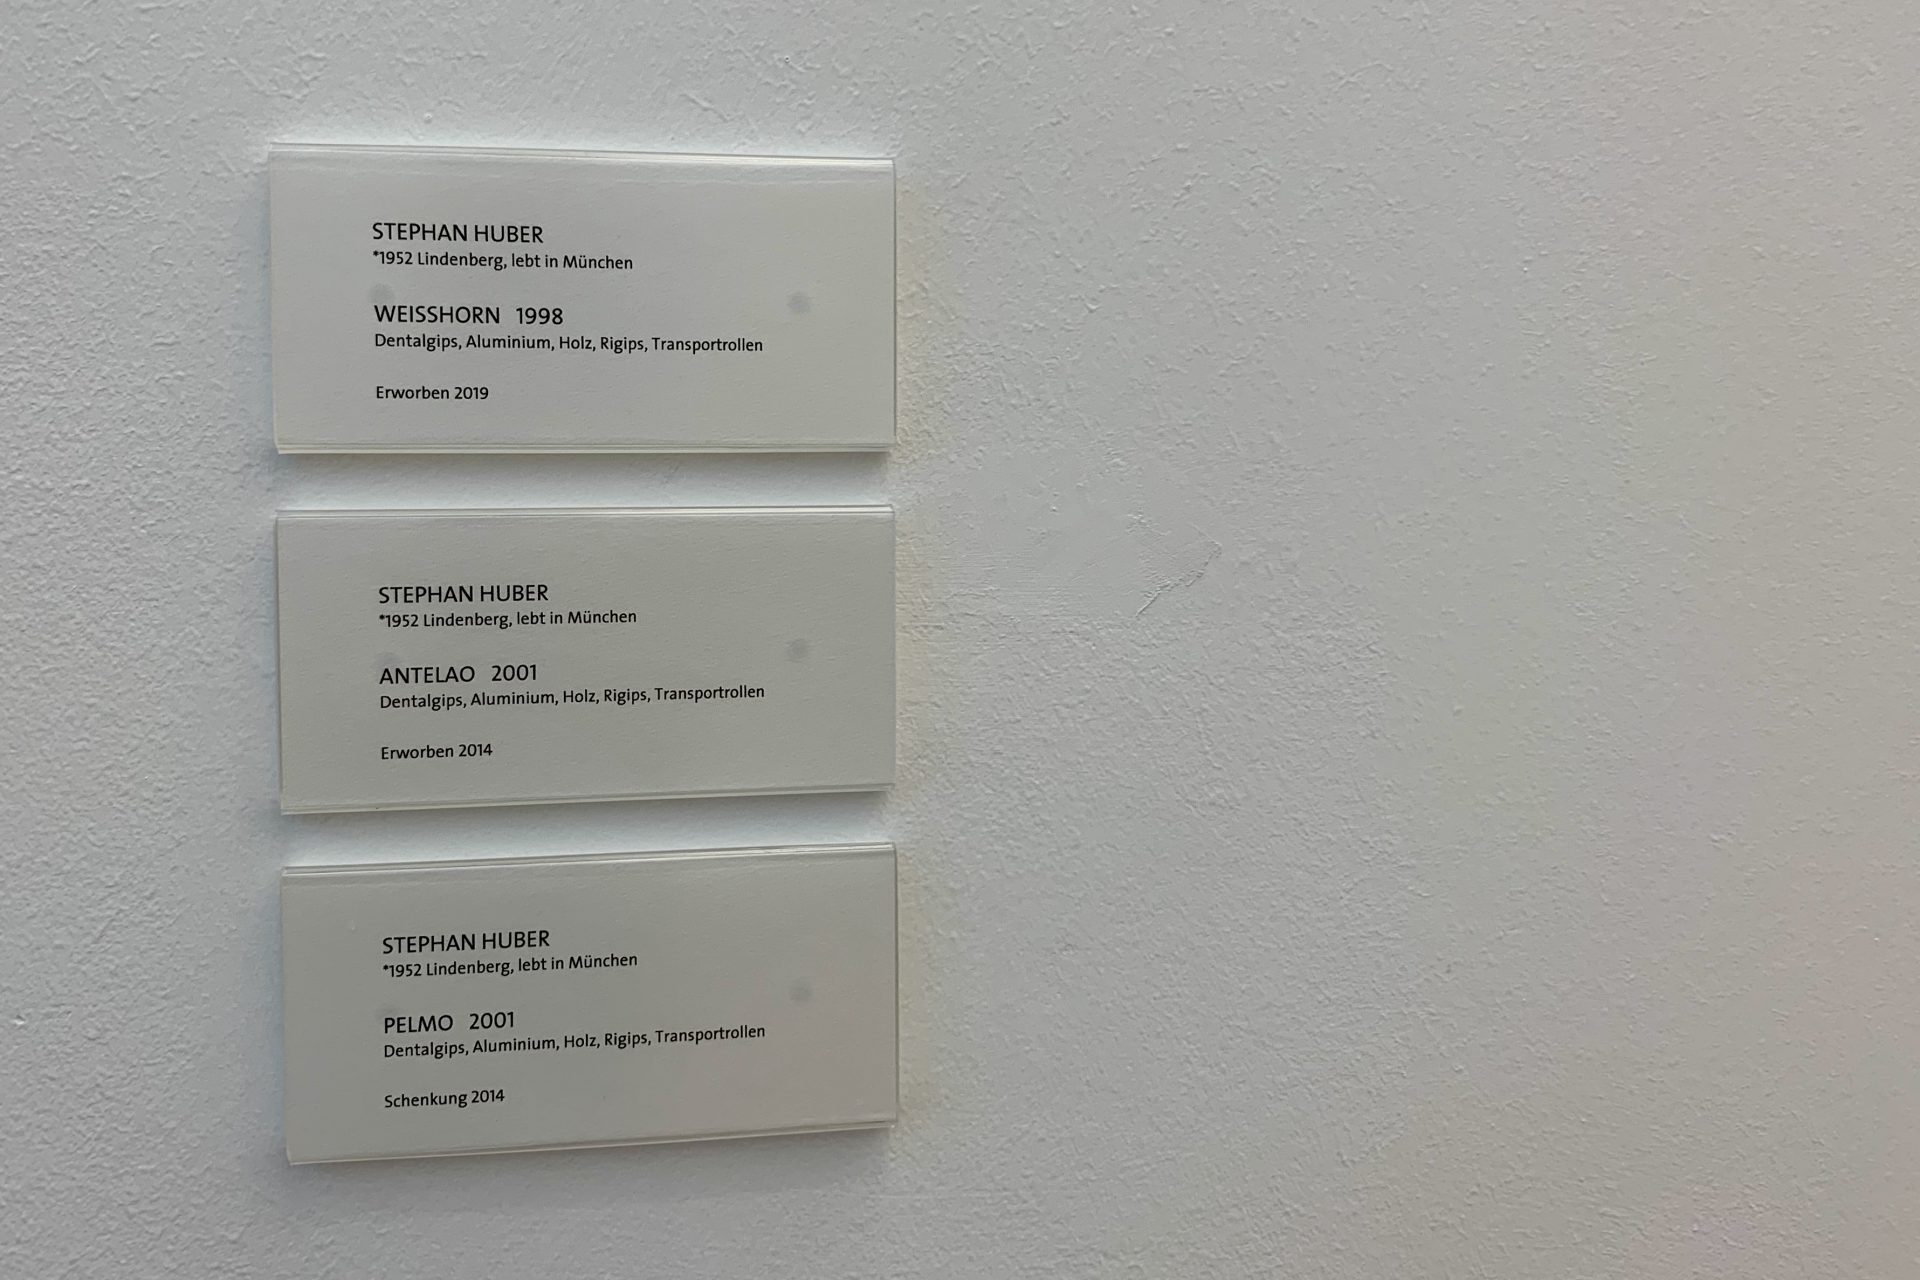 STEPHAN HUBER
*1952 Lindenberg, lebt in München
WEISSHORN 1998
Dentalgips, Aluminium, Holz, Rigips, Transportrollen
Erworben 2019
STEPHAN HUBER
*1952 Lindenberg, lebt in München
ANTELAO 2001
Dentalgips, Aluminium, Holz, Rigips, Transportrollen
Erworben 2014
STEPHAN HUBER
*1952 Lindenberg, lebt in München
PELMO 2001
Dentalgips, Aluminium, Holz, Rigips, Transportrollen
Schenkung 2014